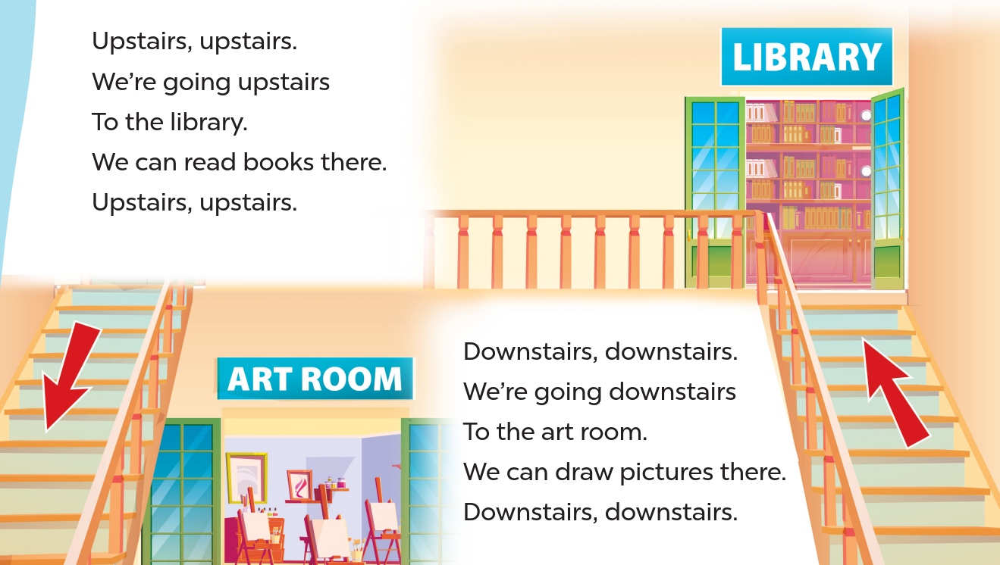 Upstairs, upstairs.
We’re going upstairs
To the library.
We can read books there.
Upstairs, upstairs.
LIBRARY
ART ROOM
Downstairs, downstairs.
We’re going downstairs
To the art room.
We can draw pictures there.
Downstairs, downstairs.